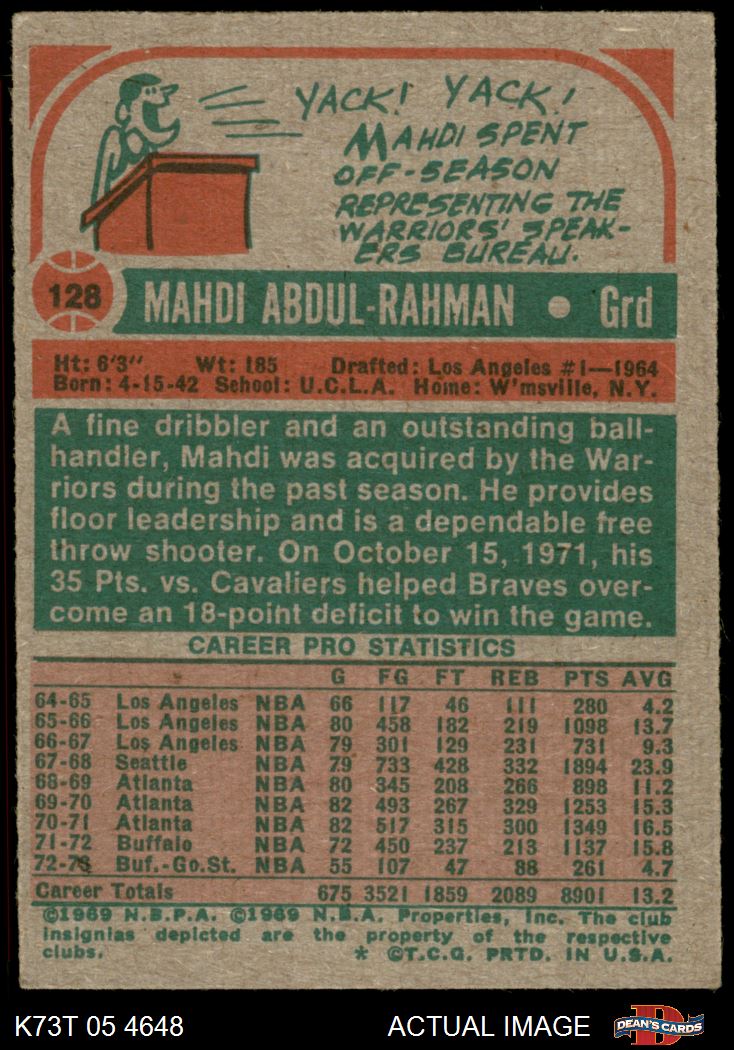 YACK! YACK!
MAHDI SPENT
OFF-SEASON
REPRESENTING THE
WARRIORS' SPEAK-
ERS BUREAU.
128 MAHDI ABDUL-RAHMAN • Grd
Ht: 6'3" Wt: 185 Drafted: Los Angeles #1—1964
Born: 4-15-42 School: U.C.L.A. Home: W'msville, N.Y.
A fine dribbler and an outstanding ball-
handler, Mahdi was acquired by the War-
riors during the past season. He provides
floor leadership and is a dependable free
throw shooter. On October 15, 1971, his
35 Pts. vs. Cavaliers helped Braves over-
come an 18-point deficit to win the game.
CAREER PRO STATISTICS
G FG FT REB PTS AVG
64-65 Los Angeles NBA 66 117 46 111 280 4.2
65-66 Los Angeles NBA 80 458 182 219 1098 13.7
66-67 Los Angeles NBA 79 301 129 231 731 9.3
67-68 Seattle NBA 79 733 428 332 1894 23.9
68-69 Atlanta NBA 80 345 208 266 898 11.2
69-70 Atlanta NBA 82 493 267 329 1253 15.3
70-71 Atlanta NBA 82 517 315 300 1349 16.5
71-72 Buffalo NBA 72 450 237 213 1137 15.8
72-73 Buf.-Go.St. NBA 55 107 47 88 261 4.7
Career Totals 675 3521 1859 2089 8901 13.2
©1969 N.B.P.A. ©1969 N.B.A. Properties, Inc. The club
insignias depicted are the property of the respective
clubs. * ©T.C.G. PRTD. IN U.S.A.
K73T 05 4648 ACTUAL IMAGE D DEAN'S CARDS